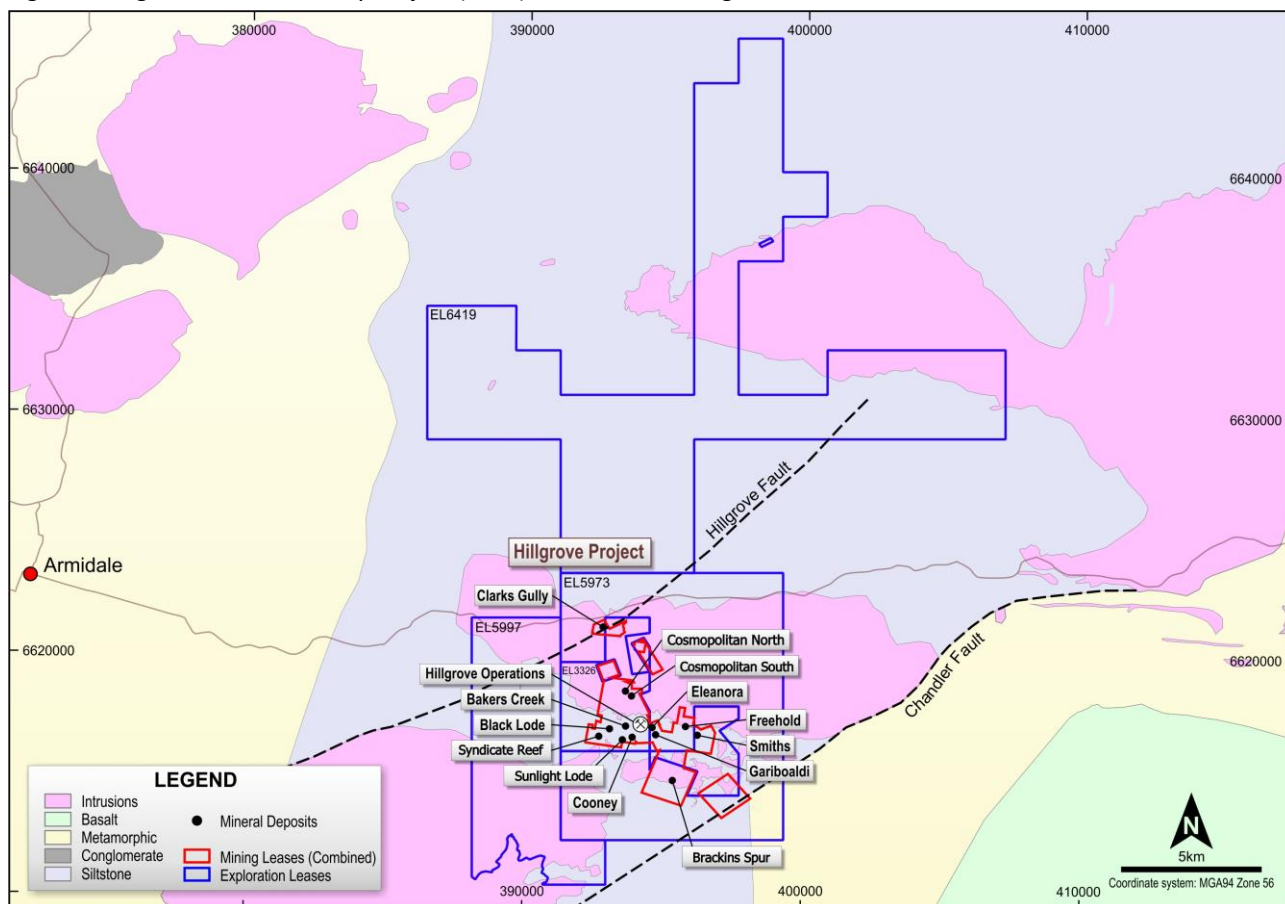 380000
390000
400000
410000
6640000
6640000
EL6419
6630000
6630000
Hillgrove Fault
Armidale
Hillgrove Project
EL5973
Clarks Gully
EL5997
Cosmopolitan North
Chandler Fault
6620000
6620000
EL3326
Cosmopolitan South
Hillgrove Operations
Eleanora
Bakers Creek
Black Lode
Freehold
Syndicate Reef
Smiths
Sunlight Lode
Gariboaldi
Cooney
Brackins Spur
LEGEND
Intrusions
Basalt
Metamorphic
Conglomerate
Siltstone
Mineral Deposits
Mining Leases (Combined)
Exploration Leases
N
5km
Coordinate system: MGA94 Zone 56
390000
400000
410000